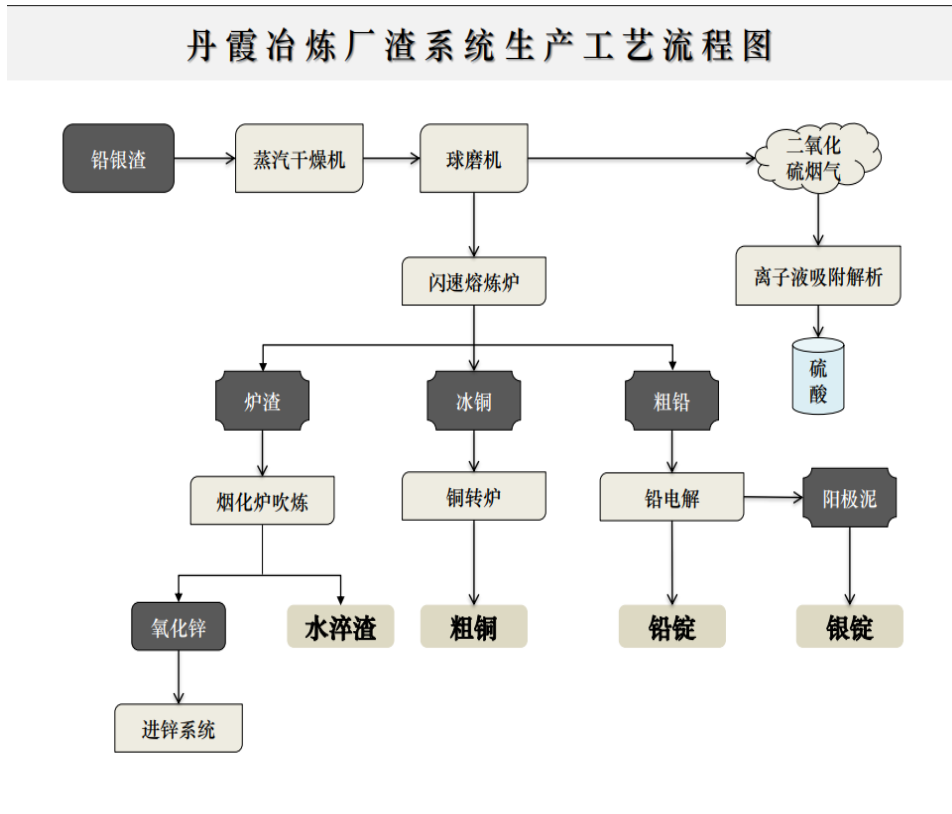 丹霞冶炼厂渣系统生产工艺流程图
铅银渣
蒸汽干燥机
球磨机
二氧化
硫烟气
闪速熔炼炉
离子液吸附解析
硫
酸
炉渣
冰铜
粗铅
烟化炉吹炼
铜转炉
铅电解
阳极泥
氧化锌
水淬渣
粗铜
铅锭
银锭
进锌系统